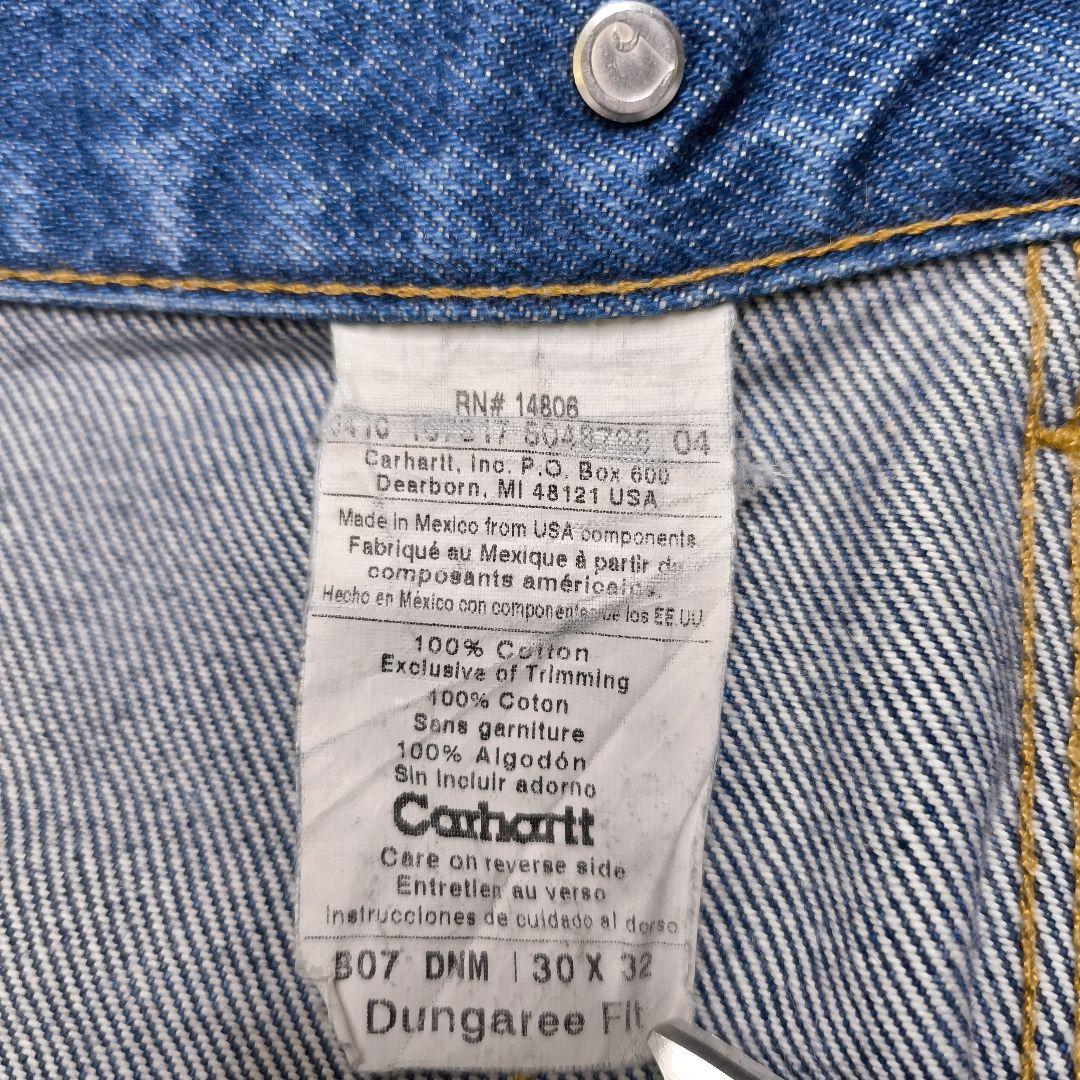 RN# 14806
04
Carhartt, Inc. P.O. Box 600
Dearborn, MI 48121 USA
Made in Mexico from USA components
Fabriqué au Mexique à partir
composants américains.
Hecho en México con componentes de los EE.UU.
100% Cotton
Exclusive of Trimming
100% Coton
Sans garniture
100% Algodón
Sin incluir adorno
Carhartt
Care on reverse side
Entretien au verso
Instrucciones de cuidado al dorso
B07 DNM | 30 X 32
Dungaree Fit